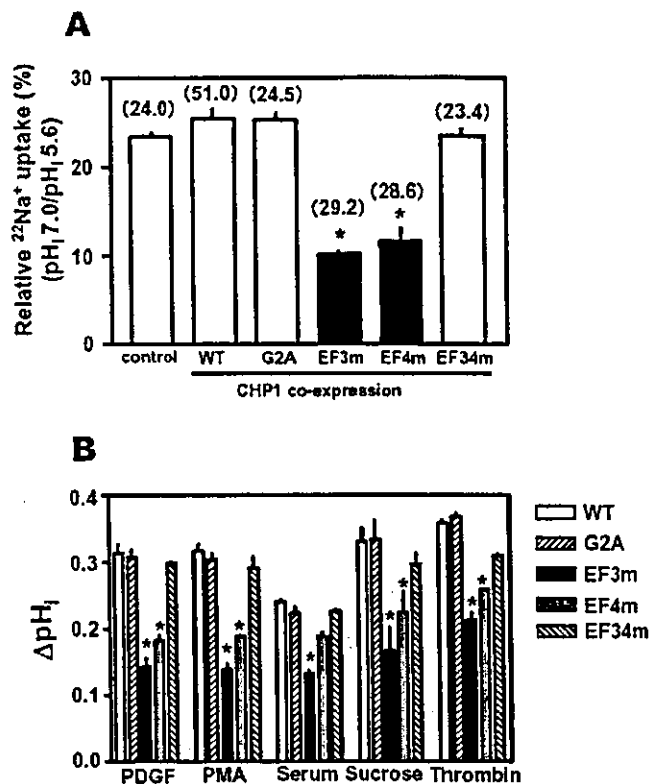 A
Relative ²²Na⁺ uptake (%)
(pHᵢ 7.0/pHᵢ 5.6)
30
20
10
0
(24.0)
(51.0)
(24.5)
(29.2)
*
(28.6)
*
(23.4)
control
WT
G2A
EF3m
EF4m
EF34m
CHP1 co-expression
B
ΔpHᵢ
0.4
0.3
0.2
0.1
0.0
* *
* *
*
* *
* *
PDGF PMA Serum Sucrose Thrombin
WT
G2A
EF3m
EF4m
EF34m